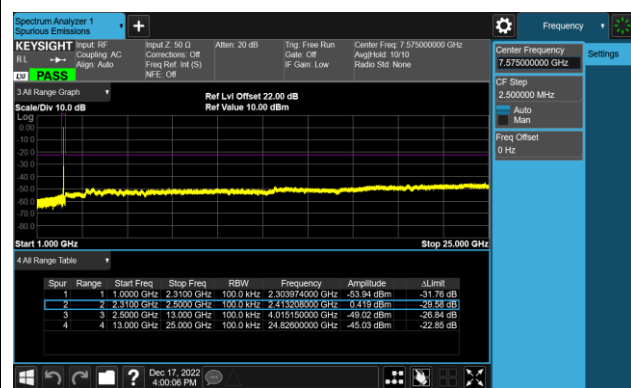 Spectrum Analyzer 1
Spurious Emissions
Frequency
KEYSIGHT
RL
LXI PASS
Input: RF
Coupling: AC
Align: Auto
Input Z: 50 Ω
Corrections: Off
Freq Ref: Int (S)
NFE: Off
Atten: 20 dB
Trig: Free Run
Gate: Off
IF Gain: Low
Center Freq: 7.575000000 GHz
Avg|Hold: 10/10
Radio Std: None
Center Frequency
7.575000000 GHz
Settings
CF Step
2.500000 MHz
Auto
Man
Freq Offset
0 Hz
3 All Range Graph
Scale/Div 10.0 dB
Ref Lvl Offset 22.00 dB
Ref Value 10.00 dBm
Log
0.00
-10.0
-20.0
-30.0
-40.0
-50.0
-60.0
-70.0
-80.0
Start 1.000 GHz
Stop 25.000 GHz
4 All Range Table
Spur Range Start Freq Stop Freq RBW Frequency Amplitude ΔLimit
1 1 1.0000 GHz 2.3100 GHz 100.0 kHz 2.303974000 GHz -53.94 dBm -31.76 dB
2 2 2.3100 GHz 2.5000 GHz 100.0 kHz 2.413208000 GHz 0.419 dBm -29.58 dB
3 3 2.5000 GHz 13.000 GHz 100.0 kHz 4.015150000 GHz -49.02 dBm -26.84 dB
4 4 13.000 GHz 25.000 GHz 100.0 kHz 24.82600000 GHz -45.03 dBm -22.85 dB
?
Dec 17, 2022
4:00:06 PM